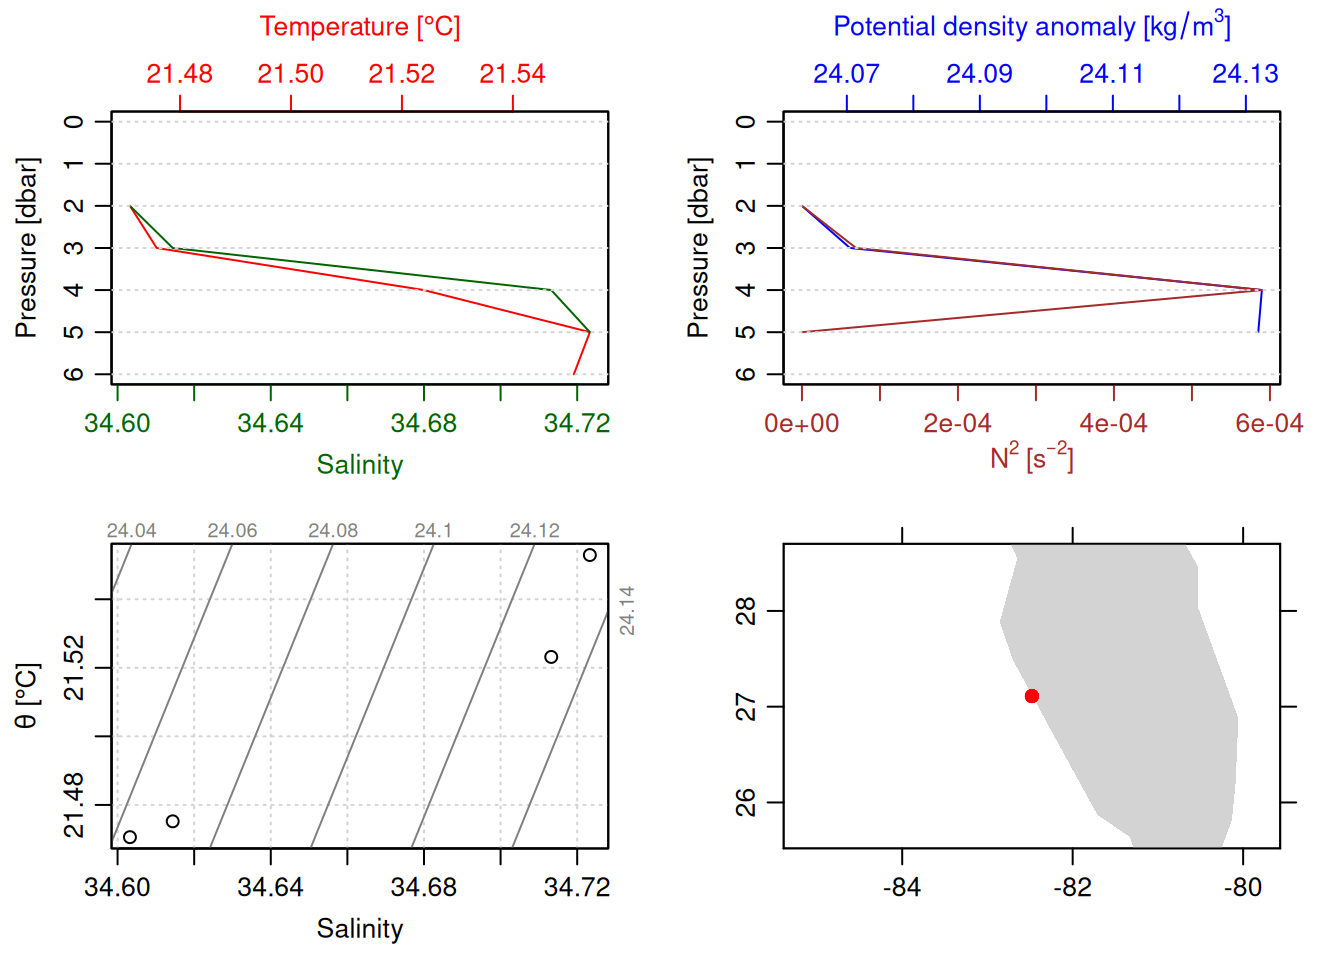 Temperature [°C]
21.48 21.50 21.52 21.54
0
1
2
3
4
5
6
Pressure [dbar]
34.60 34.64 34.68 34.72
Salinity
Potential density anomaly [kg/m³]
24.07 24.09 24.11 24.13
0
1
2
3
4
5
6
Pressure [dbar]
0e+00 2e-04 4e-04 6e-04
N² [s⁻²]
24.04 24.06 24.08 24.1 24.12
24.14
21.52
21.48
θ [°C]
34.60 34.64 34.68 34.72
Salinity
28
27
26
-84 -82 -80